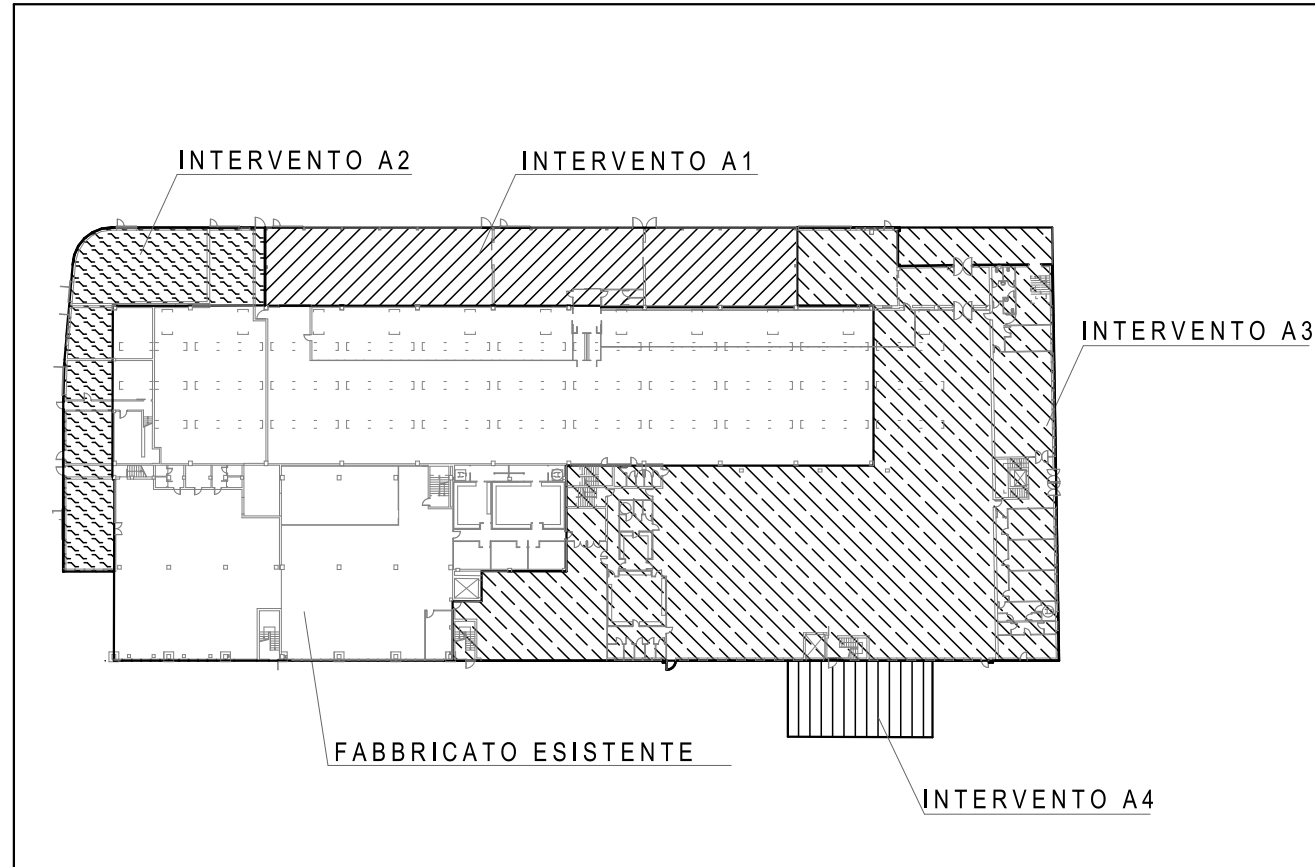 INTERVENTO A2
INTERVENTO A1
INTERVENTO A3
FABBRICATO ESISTENTE
INTERVENTO A4